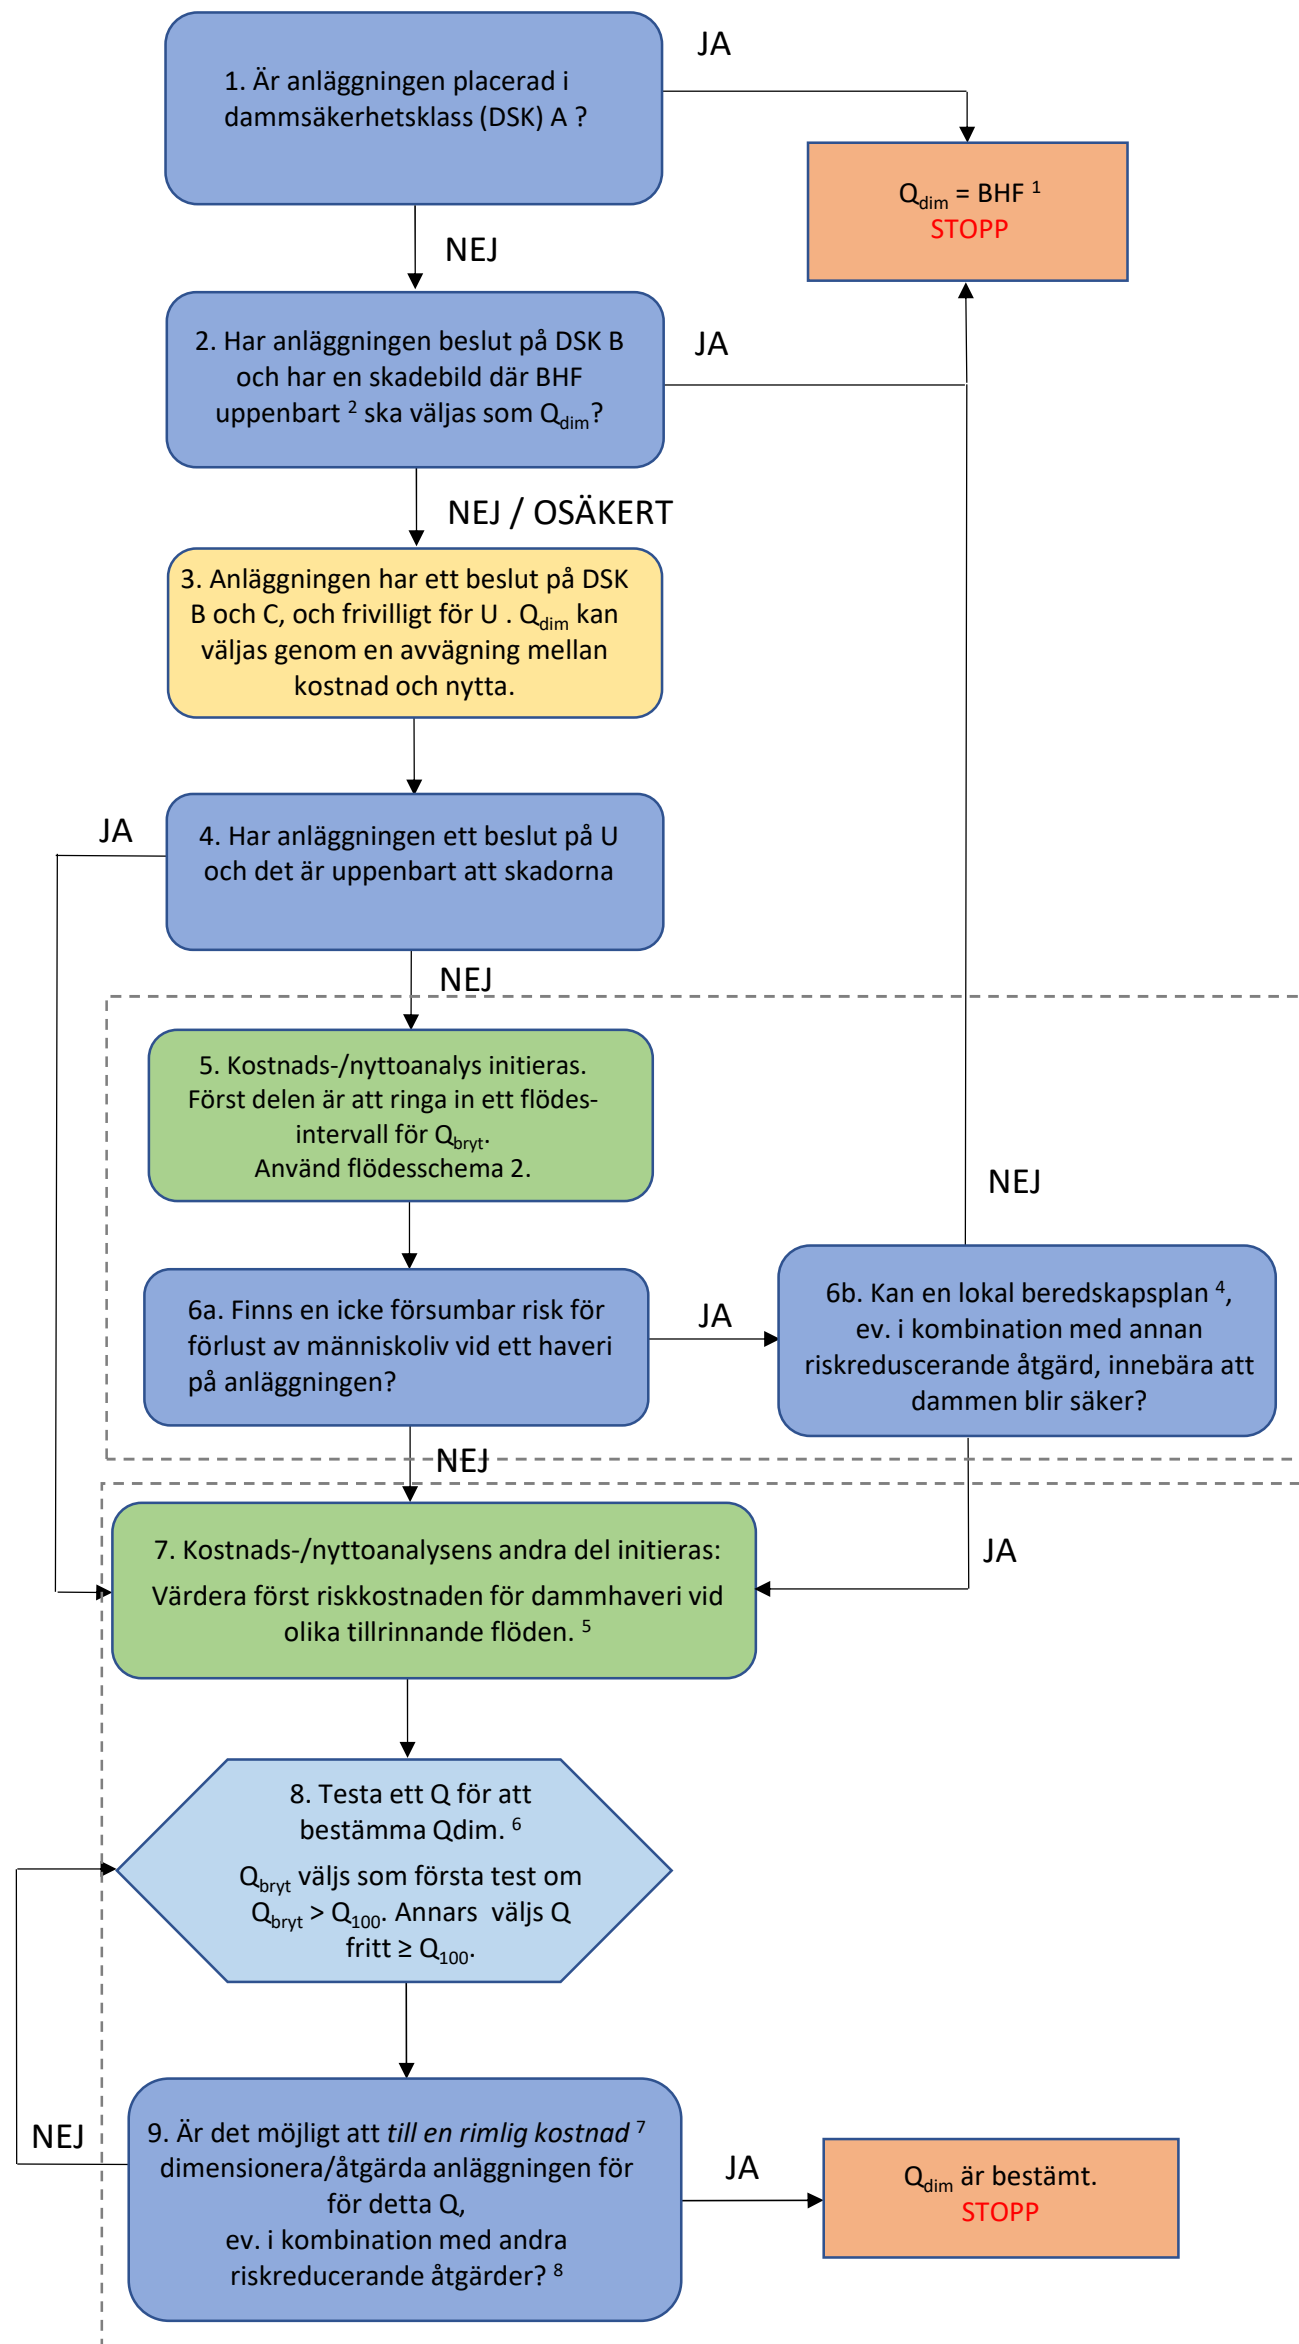 JA
1. Är anläggningen placerad i
dammsäkerhetsklass (DSK) A ?
Qdim = BHF 1
STOPP
NEJ
2. Har anläggningen beslut på DSK B
och har en skadebild där BHF
uppenbart 2 ska väljas som Qdim?
JA
NEJ / OSÄKERT
3. Anläggningen har ett beslut på DSK
B och C, och frivilligt för U . Qdim kan
väljas genom en avvägning mellan
kostnad och nytta.
JA
4. Har anläggningen ett beslut på U
och det är uppenbart att skadorna
NEJ
5. Kostnads-/nyttoanalys initieras.
Först delen är att ringa in ett flödes-
intervall för Qbryt.
Använd flödesschema 2.
NEJ
6a. Finns en icke försumbar risk för
förlust av människoliv vid ett haveri
på anläggningen?
JA
6b. Kan en lokal beredskapsplan 4,
ev. i kombination med annan
riskreduscerande åtgärd, innebära att
dammen blir säker?
NEJ
JA
7. Kostnads-/nyttoanalysens andra del initieras:
Värdera först riskkostnaden för dammhaveri vid
olika tillrinnande flöden. 5
8. Testa ett Q för att
bestämma Qdim. 6
Qbryt väljs som första test om
Qbryt > Q100. Annars  väljs Q
fritt ≥ Q100.
NEJ
9. Är det möjligt att till en rimlig kostnad 7
dimensionera/åtgärda anläggningen för
för detta Q,
ev. i kombination med andra
riskreducerande åtgärder? 8
JA
Qdim är bestämt.
STOPP